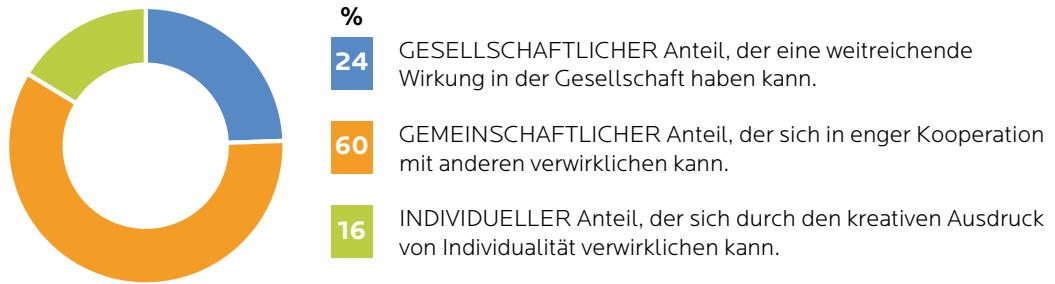 %
24 GESELLSCHAFTLICHER Anteil, der eine weitreichende
Wirkung in der Gesellschaft haben kann.
60 GEMEINSCHAFTLICHER Anteil, der sich in enger Kooperation
mit anderen verwirklichen kann.
16 INDIVIDUELLER Anteil, der sich durch den kreativen Ausdruck
von Individualität verwirklichen kann.